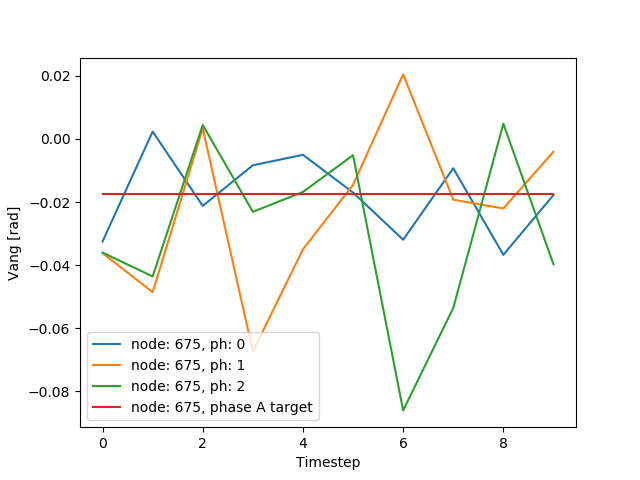 0.02
0.00
−0.02
−0.04
−0.06
−0.08
Vang [rad]
node: 675, ph: 0
node: 675, ph: 1
node: 675, ph: 2
node: 675, phase A target
0 2 4 6 8
Timestep